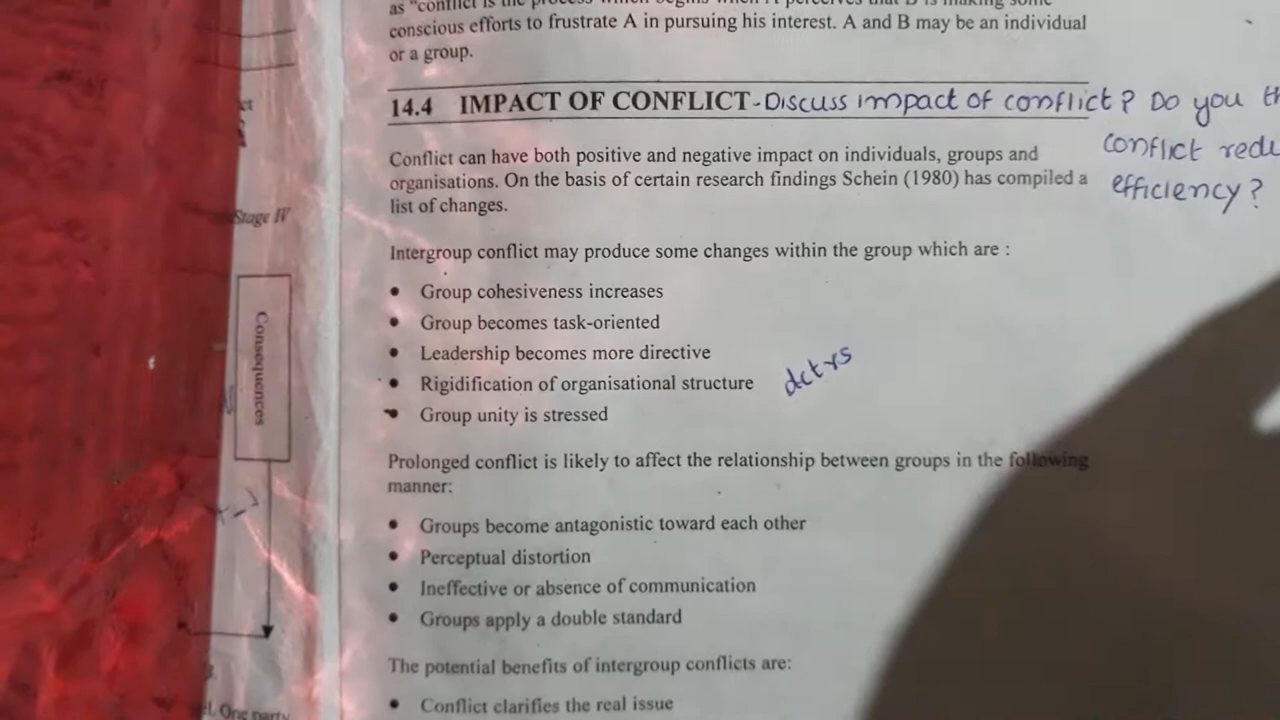 conscious efforts to frustrate A in pursuing his interest. A and B may be an individual
or a group.
14.4 IMPACT OF CONFLICT - Discuss impact of conflict? Do you
conflict
efficiency?
Conflict can have both positive and negative impact on individuals, groups and
organisations. On the basis of certain research findings Schein (1980) has compiled a
list of changes.
Intergroup conflict may produce some changes within the group which are :
• Group cohesiveness increases
• Group becomes task-oriented
• Leadership becomes more directive
• Rigidification of organisational structure
• Group unity is stressed
dctrs
Prolonged conflict is likely to affect the relationship between groups in the following
manner:
• Groups become antagonistic toward each other
• Perceptual distortion
• Ineffective or absence of communication
• Groups apply a double standard
The potential benefits of intergroup conflicts are:
• Conflict clarifies the real issue
Stage IV
Consequences
One party